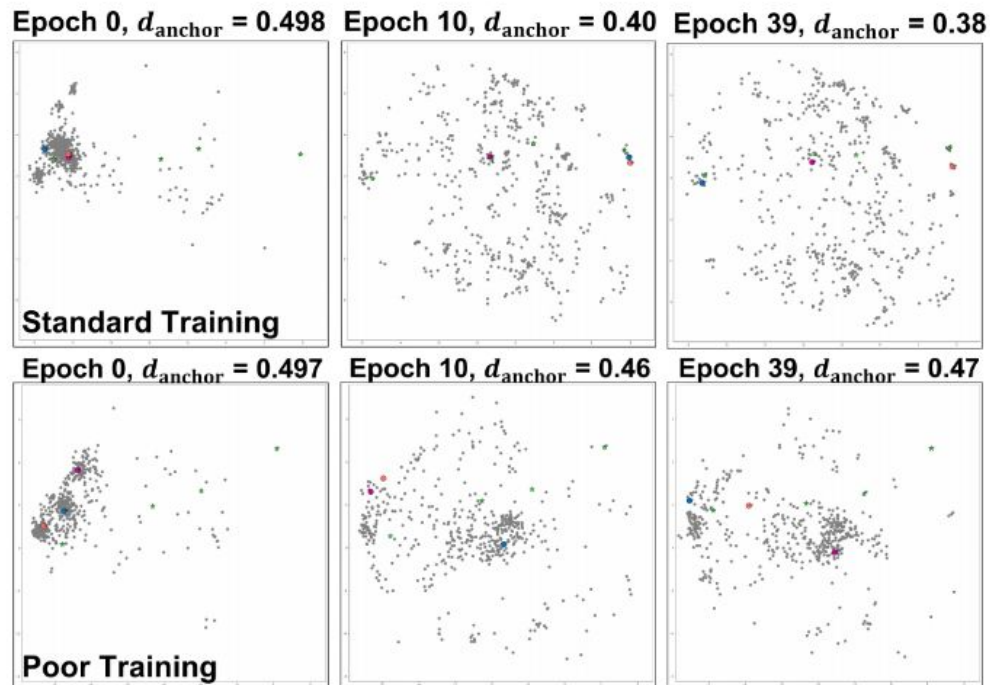 Epoch 0, d_anchor = 0.498 Epoch 10, d_anchor = 0.40 Epoch 39, d_anchor = 0.38
Standard Training
Epoch 0, d_anchor = 0.497 Epoch 10, d_anchor = 0.46 Epoch 39, d_anchor = 0.47
Poor Training